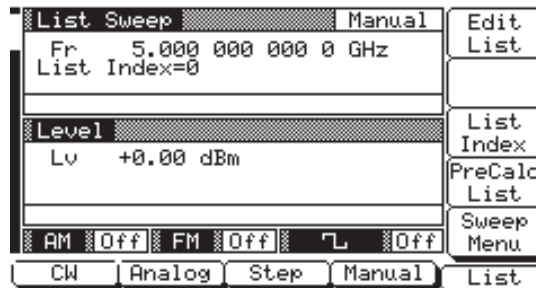 List Sweep Manual
Fr 5.000 000 000 0 GHz
List Index=0
Level
Lv +0.00 dBm
AM Off FM Off Off
CW Analog Step Manual List
Edit
List
List
Index
PreCalc
List
Sweep
Menu